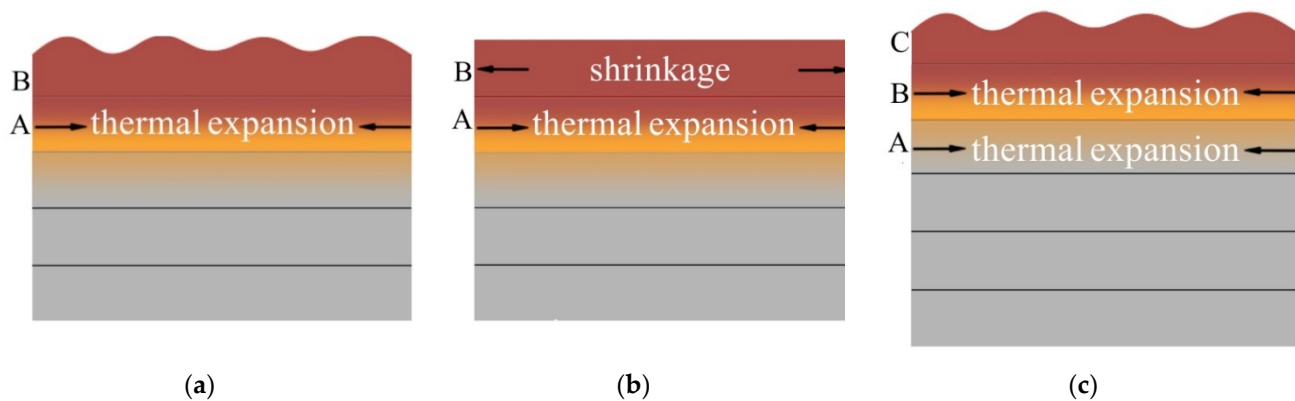 B
A
thermal expansion
(a)
B
shrinkage
A
thermal expansion
(b)
C
B
thermal expansion
A
thermal expansion
(c)